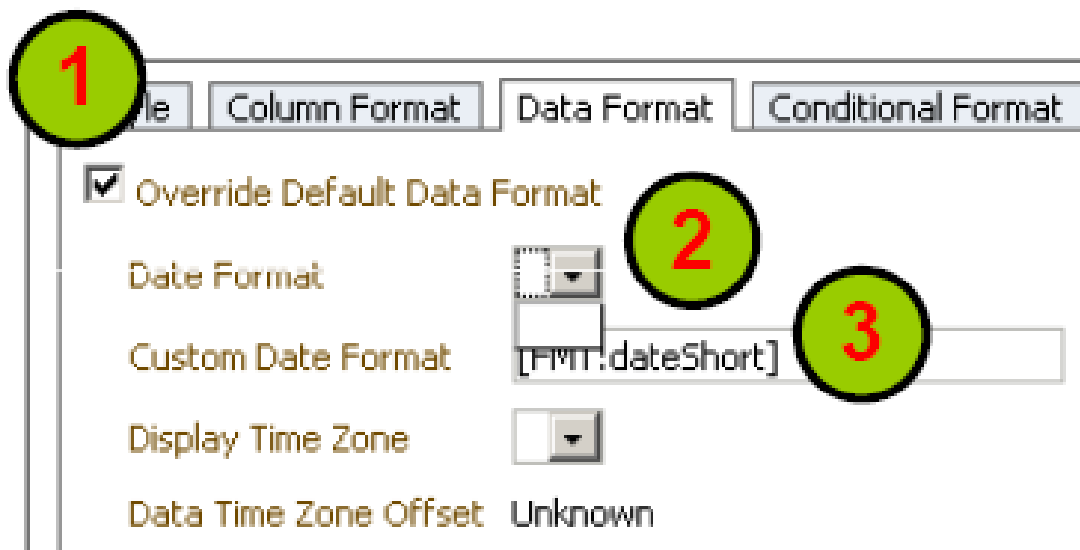 1
Column Format Data Format Conditional Format
Override Default Data Format
2
Date Format
3
Custom Date Format [FMT:dateShort]
Display Time Zone
Data Time Zone Offset Unknown